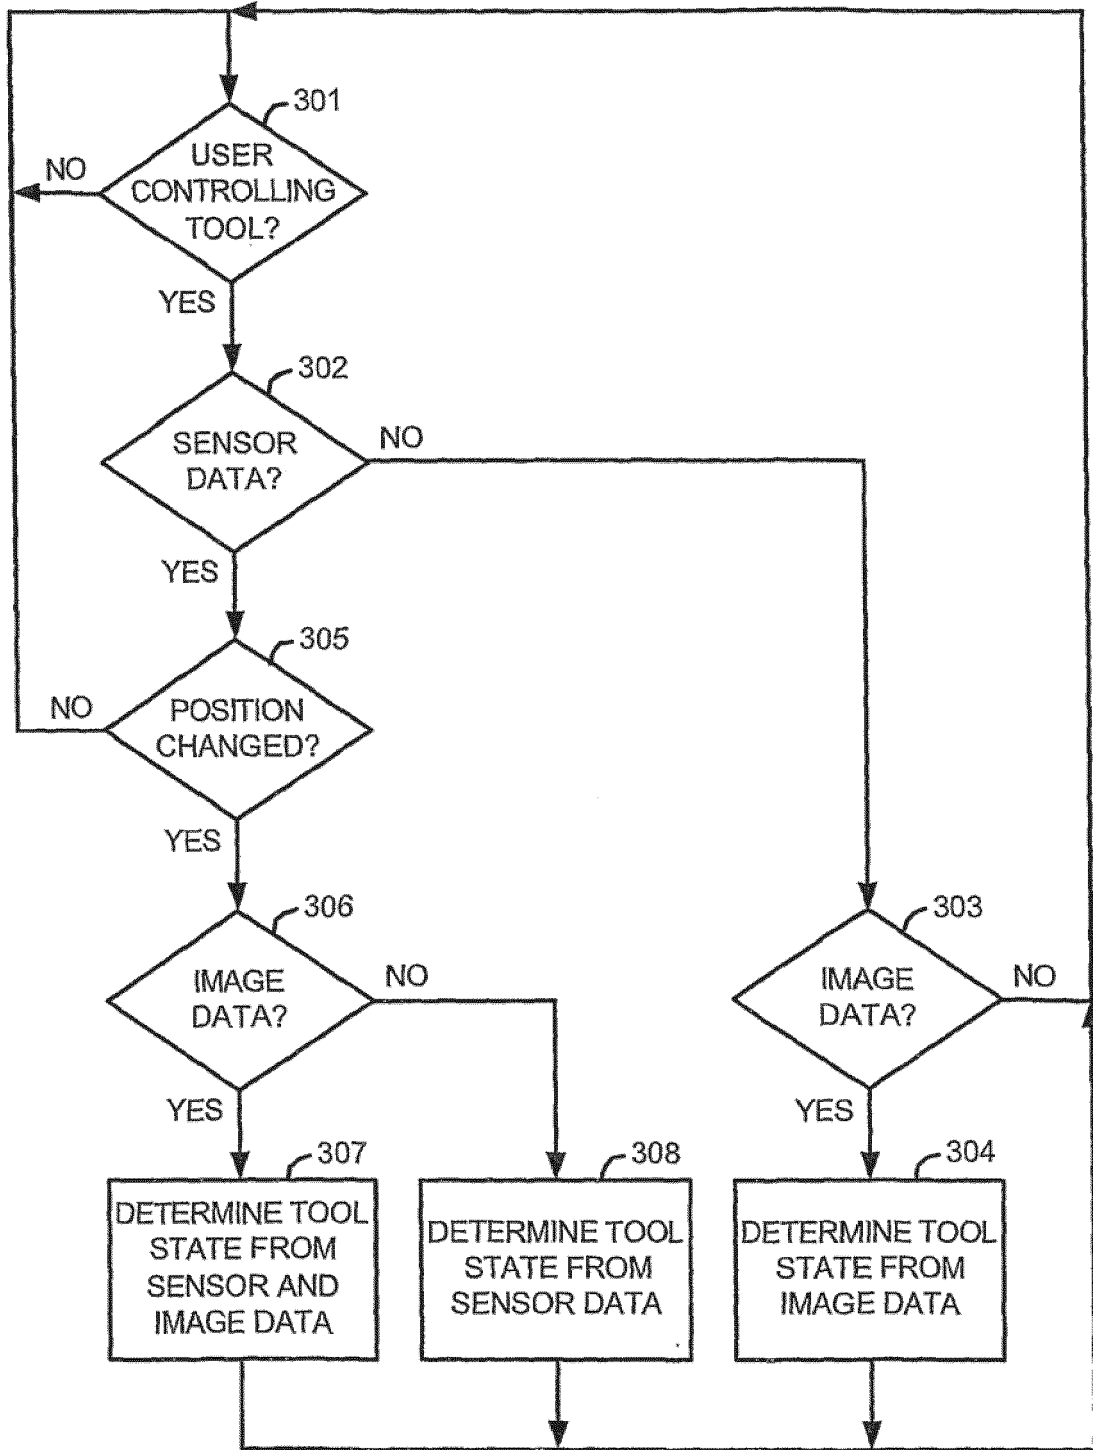 301
USER
CONTROLLING
TOOL?
NO
YES
302
SENSOR
DATA?
NO
YES
305
POSITION
CHANGED?
NO
YES
306
IMAGE
DATA?
NO
YES
303
IMAGE
DATA?
NO
YES
307
DETERMINE TOOL
STATE FROM
SENSOR AND
IMAGE DATA
308
DETERMINE TOOL
STATE FROM
SENSOR DATA
304
DETERMINE TOOL
STATE FROM
IMAGE DATA